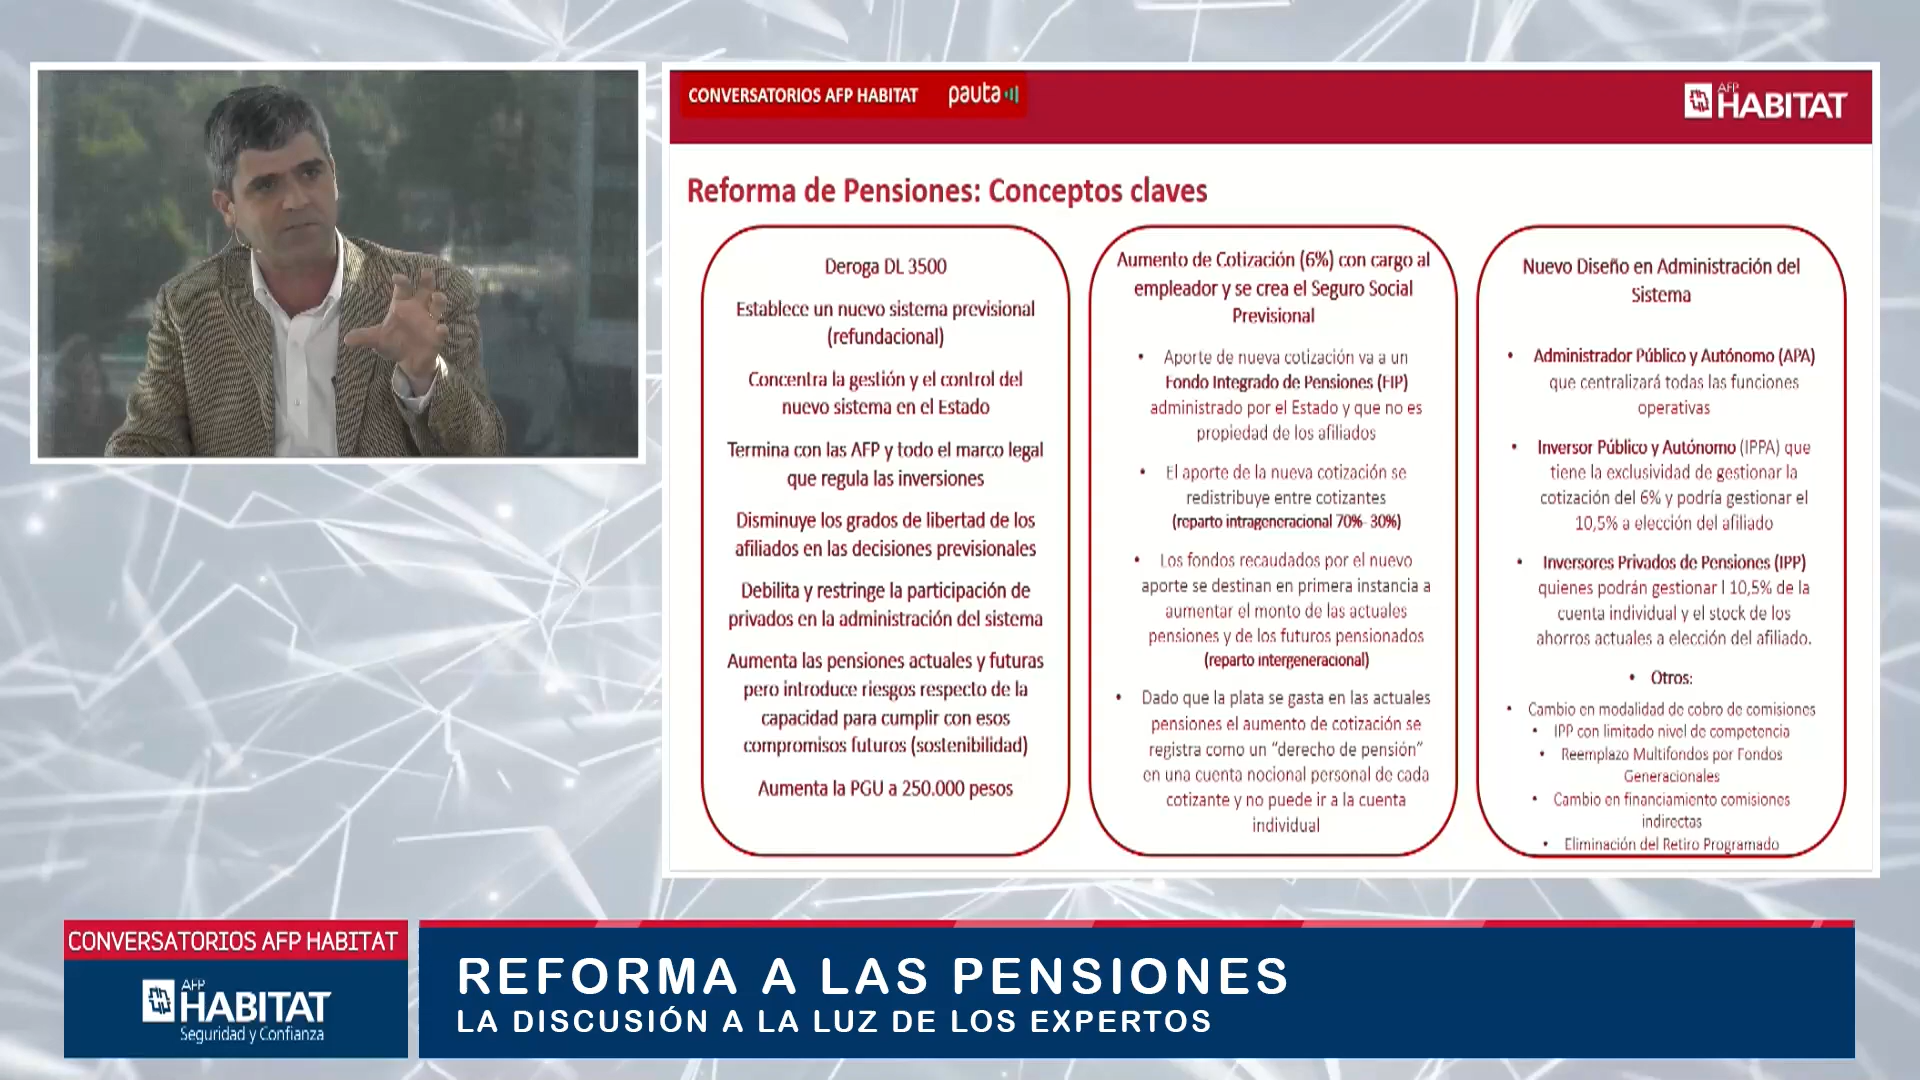 CONVERSATORIOS AFP HABITAT
pauta
AFP
HABITAT
Reforma de Pensiones: Conceptos claves
Deroga DL 3500
Establece un nuevo sistema previsional
(refundacional)
Concentra la gestión y el control del
nuevo sistema en el Estado
Termina con las AFP y todo el marco legal
que regula las inversiones
Disminuye los grados de libertad de los
afiliados en las decisiones previsionales
Debilita y restringe la participación de
privados en la administración del sistema
Aumenta las pensiones actuales y futuras
pero introduce riesgos respecto de la
capacidad para cumplir con esos
compromisos futuros (sostenibilidad)
Aumenta la PGU a 250.000 pesos
Aumento de Cotización (6%) con cargo al
empleador y se crea el Seguro Social
Previsional
• Aporte de nueva cotización va a un
Fondo Integrado de Pensiones (FIP)
administrado por el Estado y que no es
propiedad de los afiliados
• El aporte de la nueva cotización se
redistribuye entre cotizantes
(reparto intrageneracional 70%- 30%)
• Los fondos recaudados por el nuevo
aporte se destinan en primera instancia a
aumentar el monto de las actuales
pensiones y de los futuros pensionados
(reparto intergeneracional)
• Dado que la plata se gasta en las actuales
pensiones el aumento de cotización se
registra como un “derecho de pensión”
en una cuenta nocional personal de cada
cotizante y no puede ir a la cuenta
individual
Nuevo Diseño en Administración del
Sistema
• Administrador Público y Autónomo (APA)
que centralizará todas las funciones
operativas
• Inversor Público y Autónomo (IPPA) que
tiene la exclusividad de gestionar la
cotización del 6% y podría gestionar el
10,5% a elección del afiliado
• Inversores Privados de Pensiones (IPP)
quienes podrán gestionar l 10,5% de la
cuenta individual y el stock de los
ahorros actuales a elección del afiliado.
• Otros:
• Cambio en modalidad de cobro de comisiones
• IPP con limitado nivel de competencia
• Reemplazo Multifondos por Fondos
Generacionales
• Cambio en financiamiento comisiones
indirectas
• Eliminación del Retiro Programado
CONVERSATORIOS AFP HABITAT
AFP
HABITAT
Seguridad y Confianza
REFORMA A LAS PENSIONES
LA DISCUSIÓN A LA LUZ DE LOS EXPERTOS